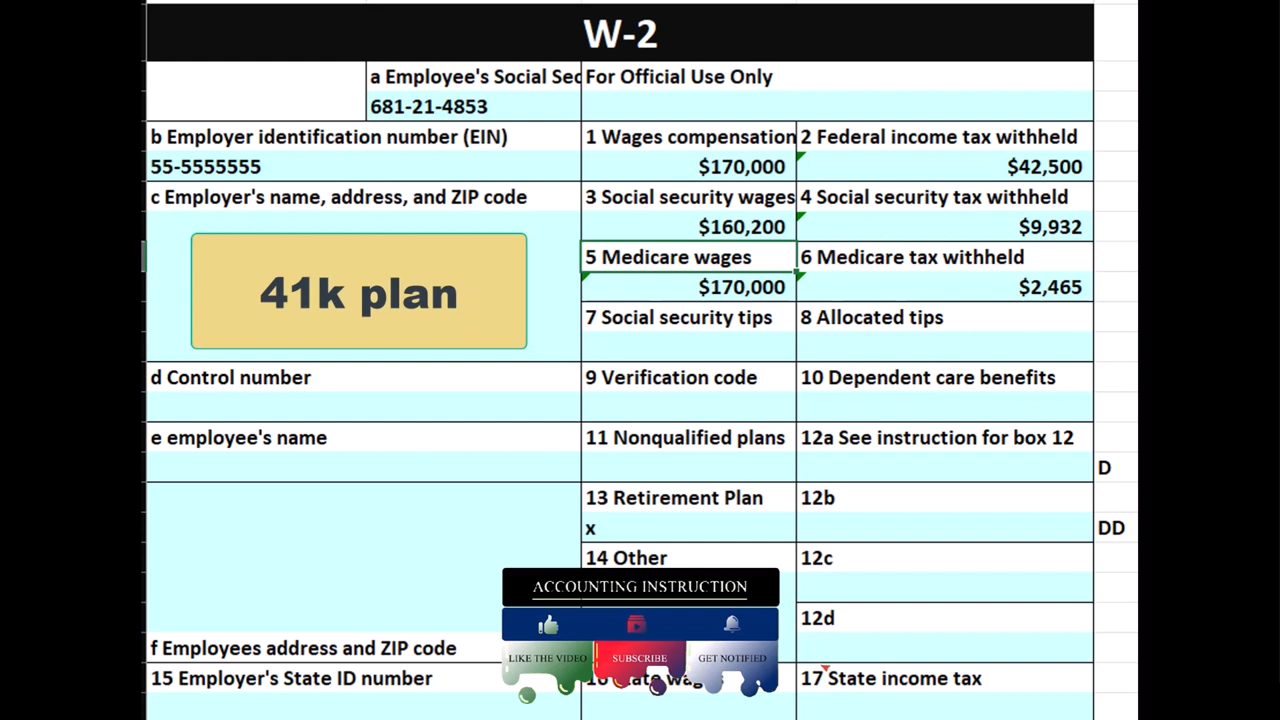 W-2
a Employee's Social Sec
For Official Use Only
681-21-4853
b Employer identification number (EIN)
1 Wages compensation
2 Federal income tax withheld
55-5555555
$170,000
$42,500
c Employer's name, address, and ZIP code
3 Social security wages
4 Social security tax withheld
$160,200
$9,932
41k plan
5 Medicare wages
6 Medicare tax withheld
$170,000
$2,465
7 Social security tips
8 Allocated tips
d Control number
9 Verification code
10 Dependent care benefits
e employee's name
11 Nonqualified plans
12a See instruction for box 12
D
13 Retirement Plan
12b
x
DD
14 Other
12c
ACCOUNTING INSTRUCTION
12d
f Employees address and ZIP code
LIKE THE VIDEO
SUBSCRIBE
GET NOTIFIED
15 Employer's State ID number
17 State income tax